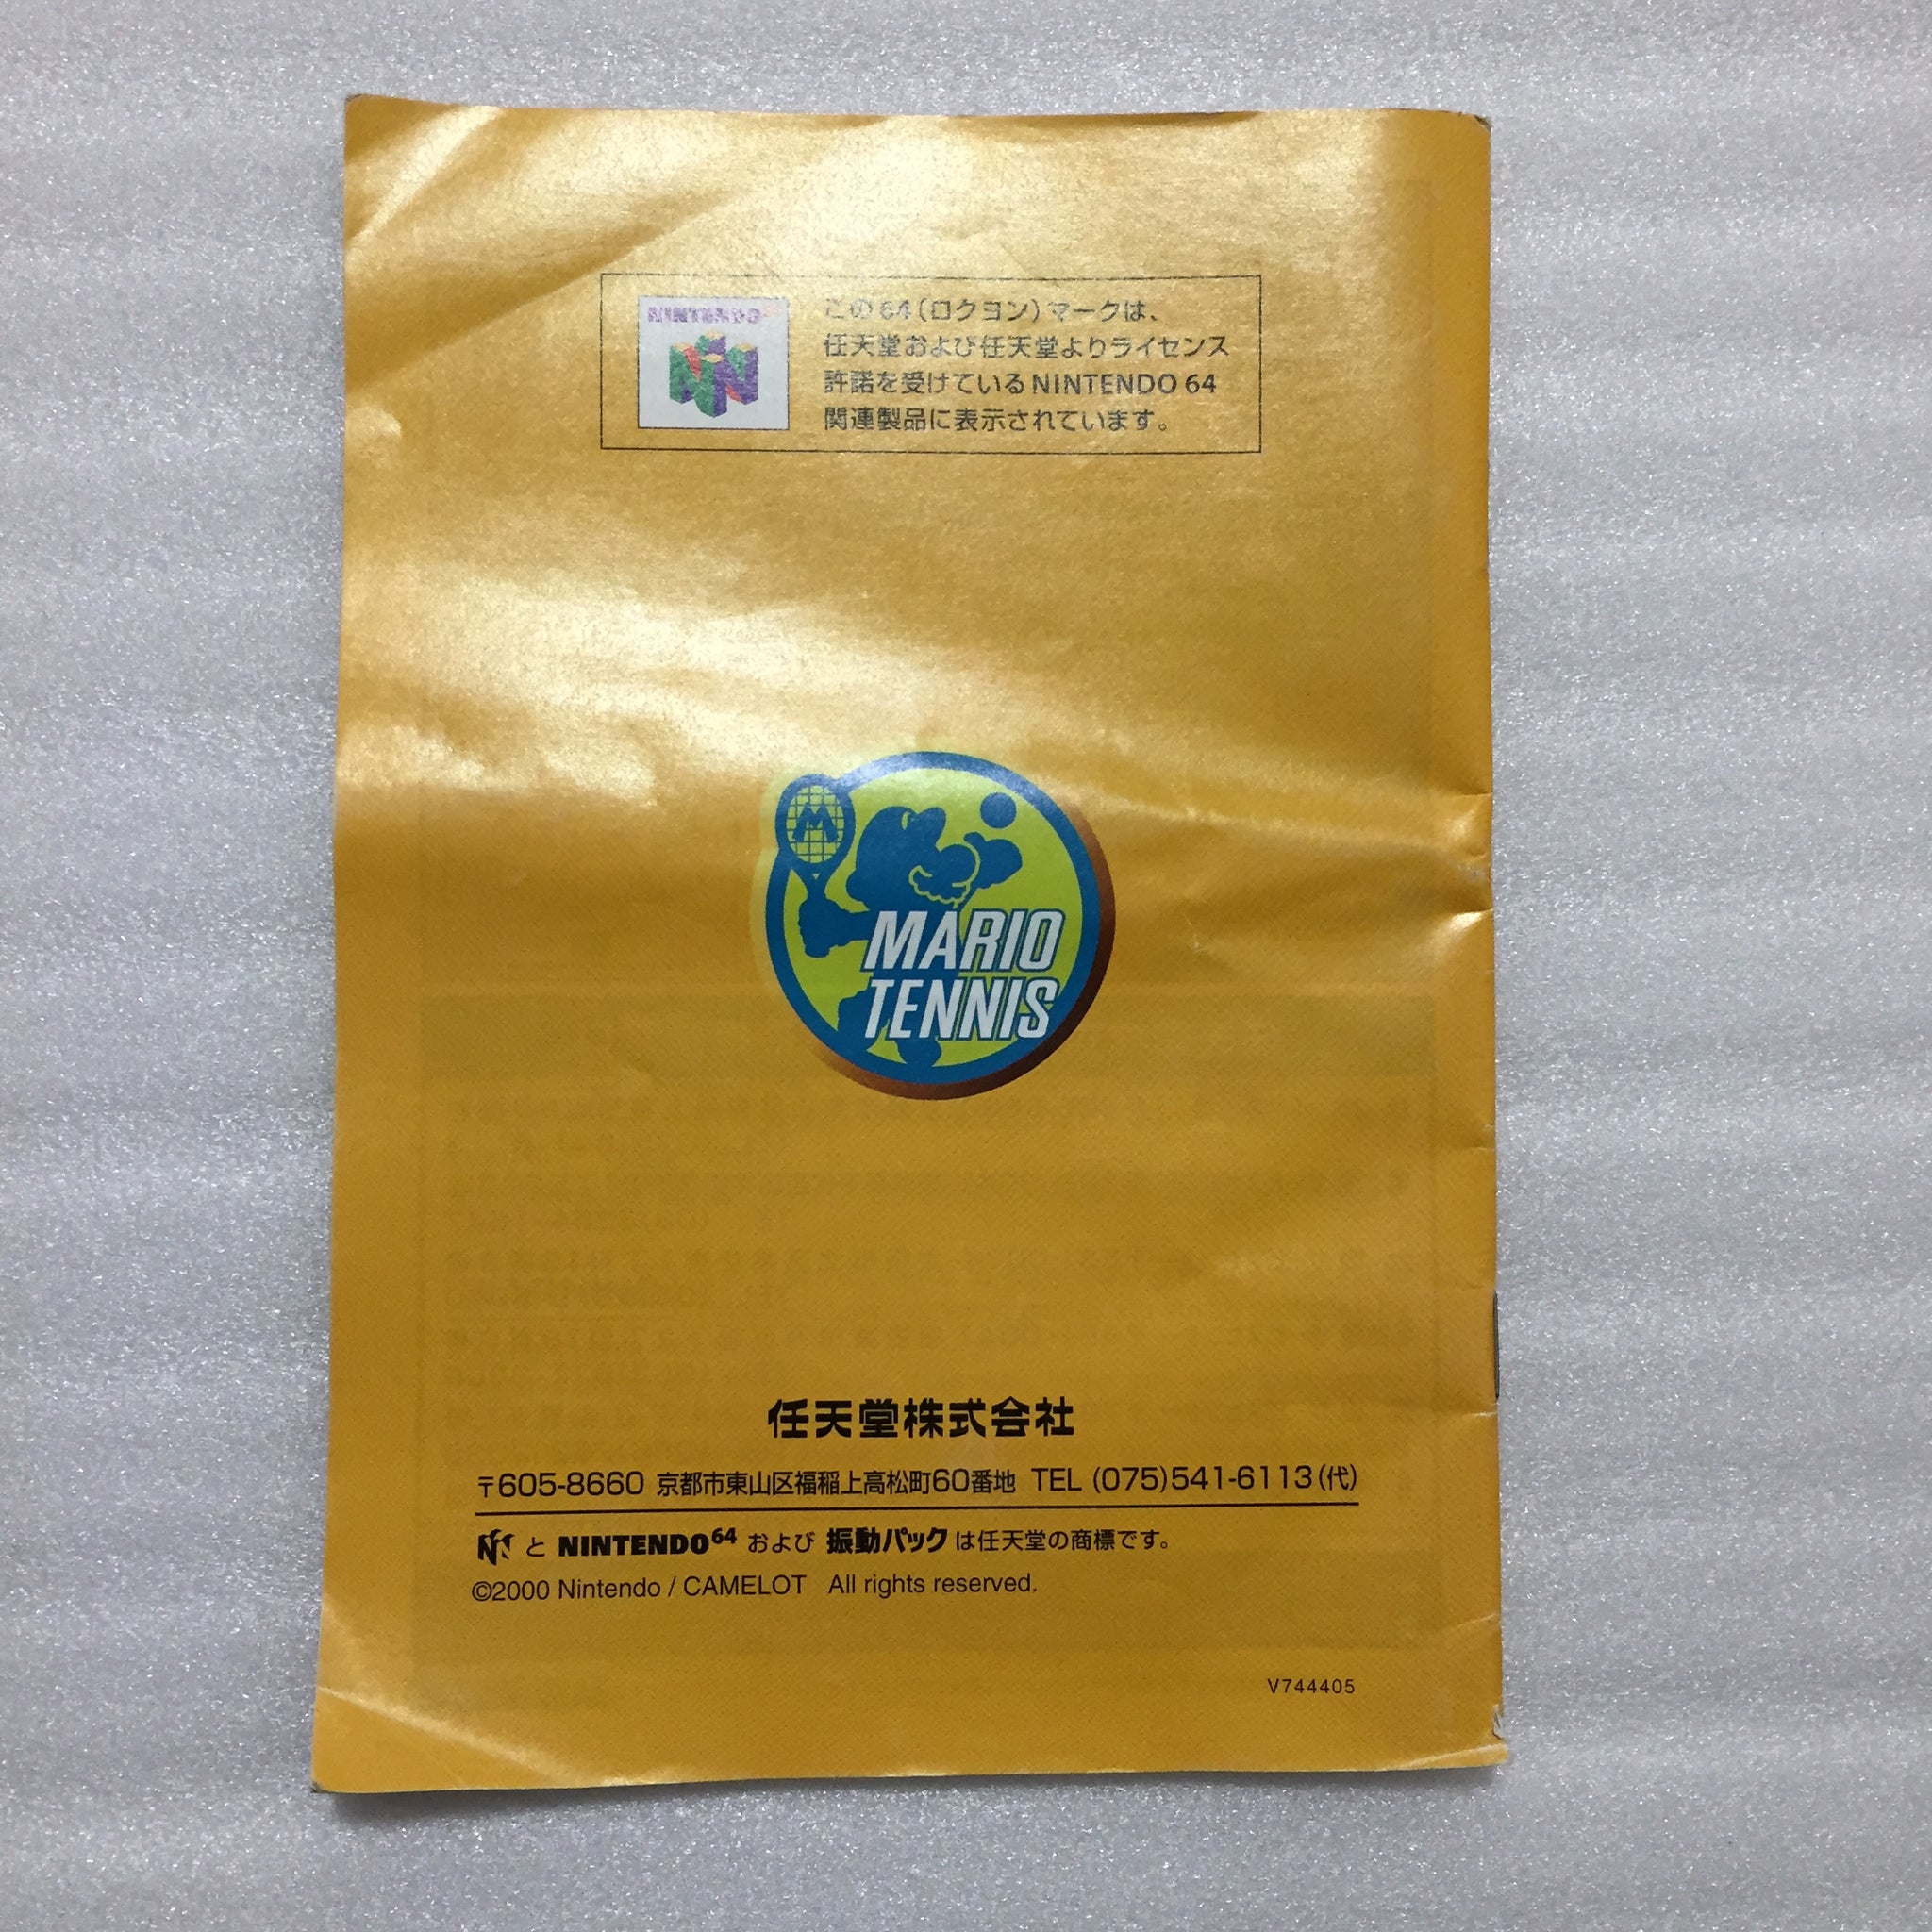 NINTENDO64
この64(ロクヨン)マークは、
任天堂および任天堂よりライセンス
許諾を受けているNINTENDO 64
関連製品に表示されています。
M
MARIO
TENNIS
任天堂株式会社
〒605-8660 京都市東山区福稲上高松町60番地 TEL (075)541-6113(代)
N と NINTENDO64 および 振動パック は任天堂の商標です。
©2000 Nintendo / CAMELOT All rights reserved.
V744405